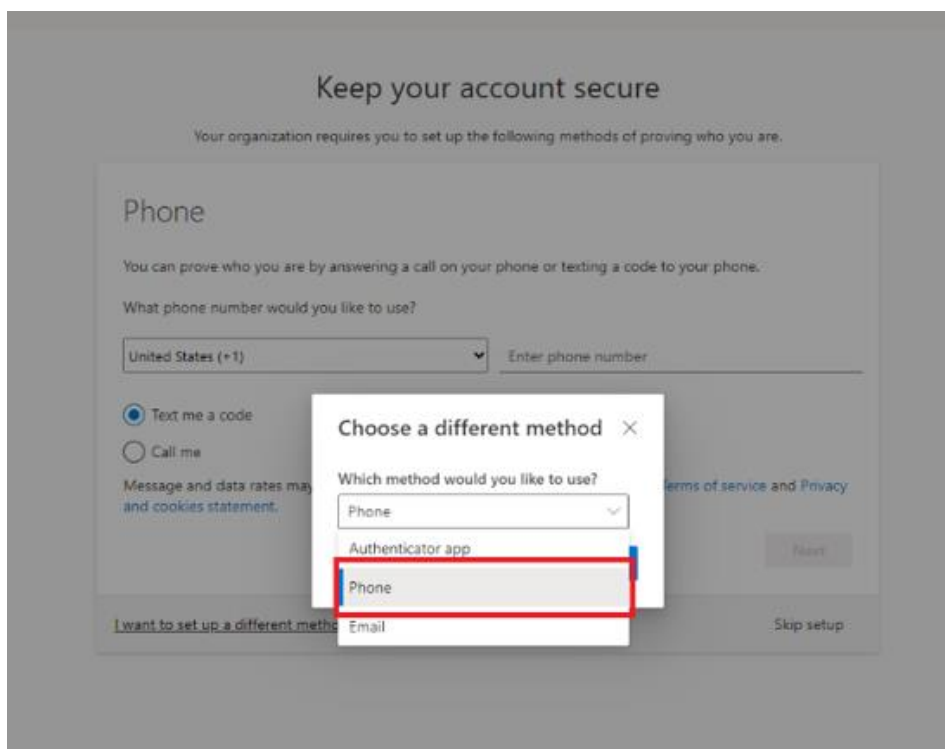 Keep your account secure
Your organization requires you to set up the following methods of proving who you are.
Phone
You can prove who you are by answering a call on your phone or texting a code to your phone.
What phone number would you like to use?
United States (+1)
Enter phone number
Text me a code
Call me
Message and data rates may
Terms of service and Privacy
and cookies statement.
Next
I want to set up a different metho
Skip setup
Choose a different method
Which method would you like to use?
Phone
Authenticator app
Phone
Email